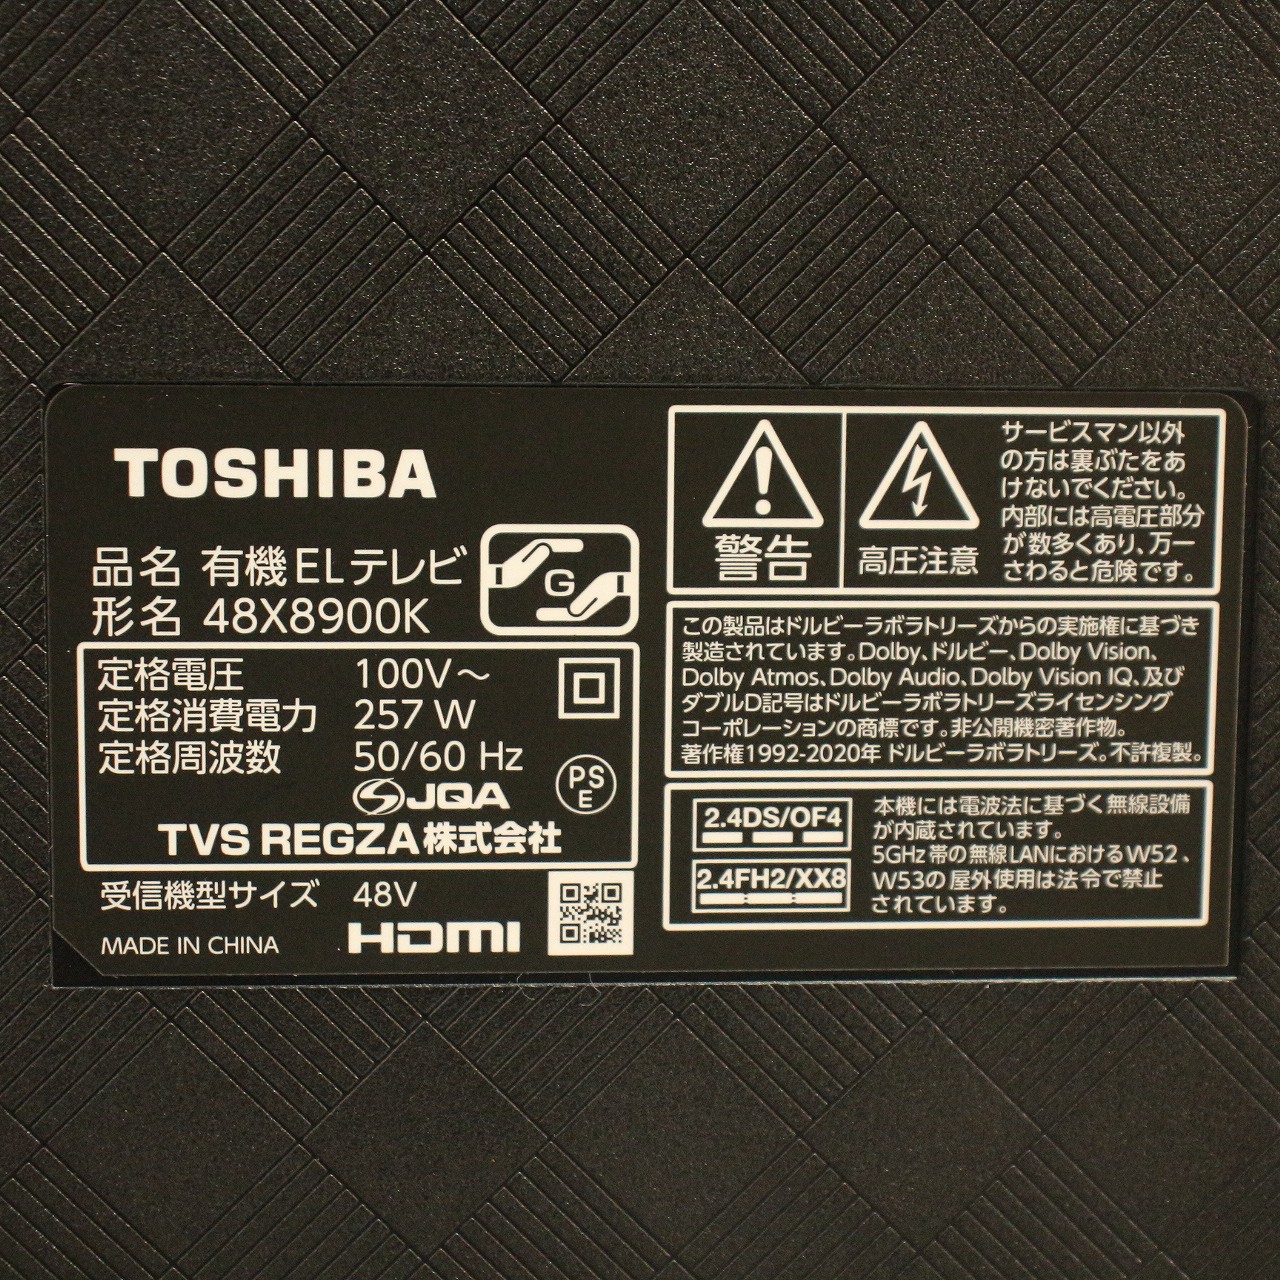 TOSHIBA
品名 有機ELテレビ
形名 48X8900K
G
定格電圧 100V～
定格消費電力 257 W
定格周波数 50/60 Hz
JQA
PS
E
TVS REGZA株式会社
受信機型サイズ 48V
MADE IN CHINA
HDMI
警告
高圧注意
サービスマン以外
の方は裏ぶたをあ
けないでください。
内部には高電圧部分
が数多くあり、万一
さわると危険です。
この製品はドルビーラボラトリーズからの実施権に基づき
製造されています。Dolby、ドルビー、Dolby Vision、
Dolby Atmos、Dolby Audio、Dolby Vision IQ、及び
ダブルD記号はドルビーラボラトリーズライセンシング
コーポレーションの商標です。非公開機密著作物。
著作権1992-2020年 ドルビーラボラトリーズ。不許複製。
2.4DS/OF4
2.4FH2/XX8
本機には電波法に基づく無線設備
が内蔵されています。
5GHz帯の無線LANにおけるW52、
W53の屋外使用は法令で禁止
されています。